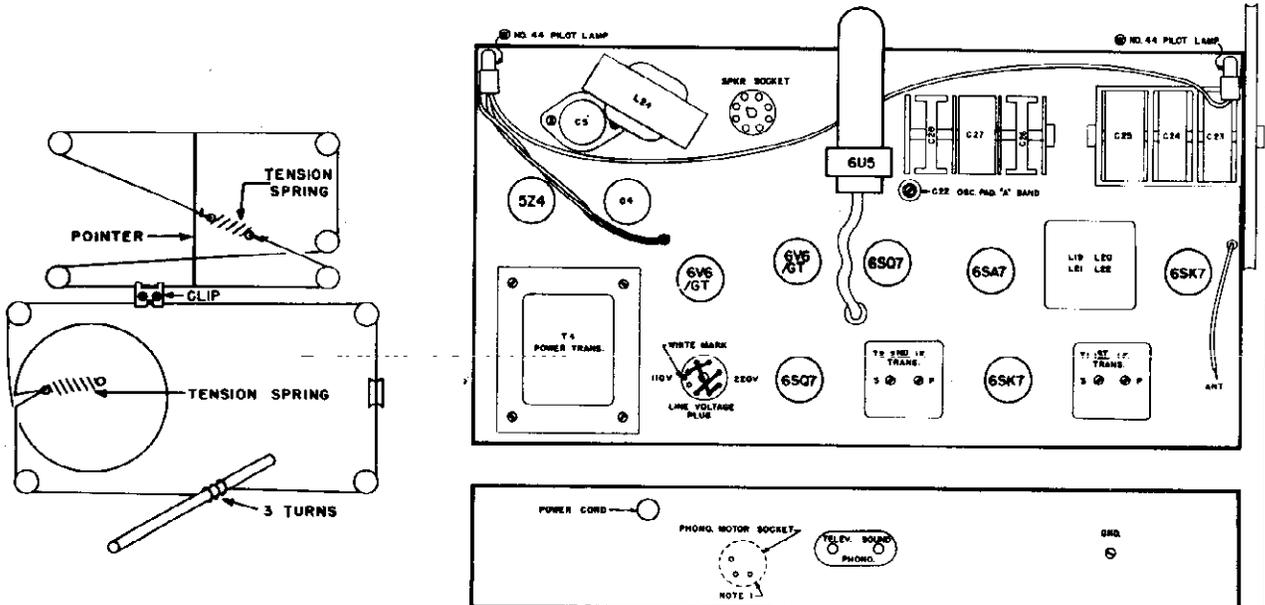 TENSION
SPRING
POINTER
CLIP
TENSION SPRING
3 TURNS
NO. 44 PILOT LAMP
NO. 44 PILOT LAMP
SPKR SOCKET
L24
C5
C28
C27
C26
C25
C24
C23
6U5
C22 OSC. PAD. "A" BAND
5Z4
C4
6V6
/GT
6V6
/GT
6SQ7
6SA7
L19 L20
L21 L22
6SK7
T4
POWER TRANS.
WHITE MARK
110V
220V
LINE VOLTAGE
PLUG
6SQ7
T2 2ND I.F.
TRANS.
S P
6SK7
T1 1ST I.F.
TRANS.
S P
ANT
POWER CORD
PHONO. MOTOR SOCKET
NOTE 1
TELEV. SOUND
PHONO.
GND.